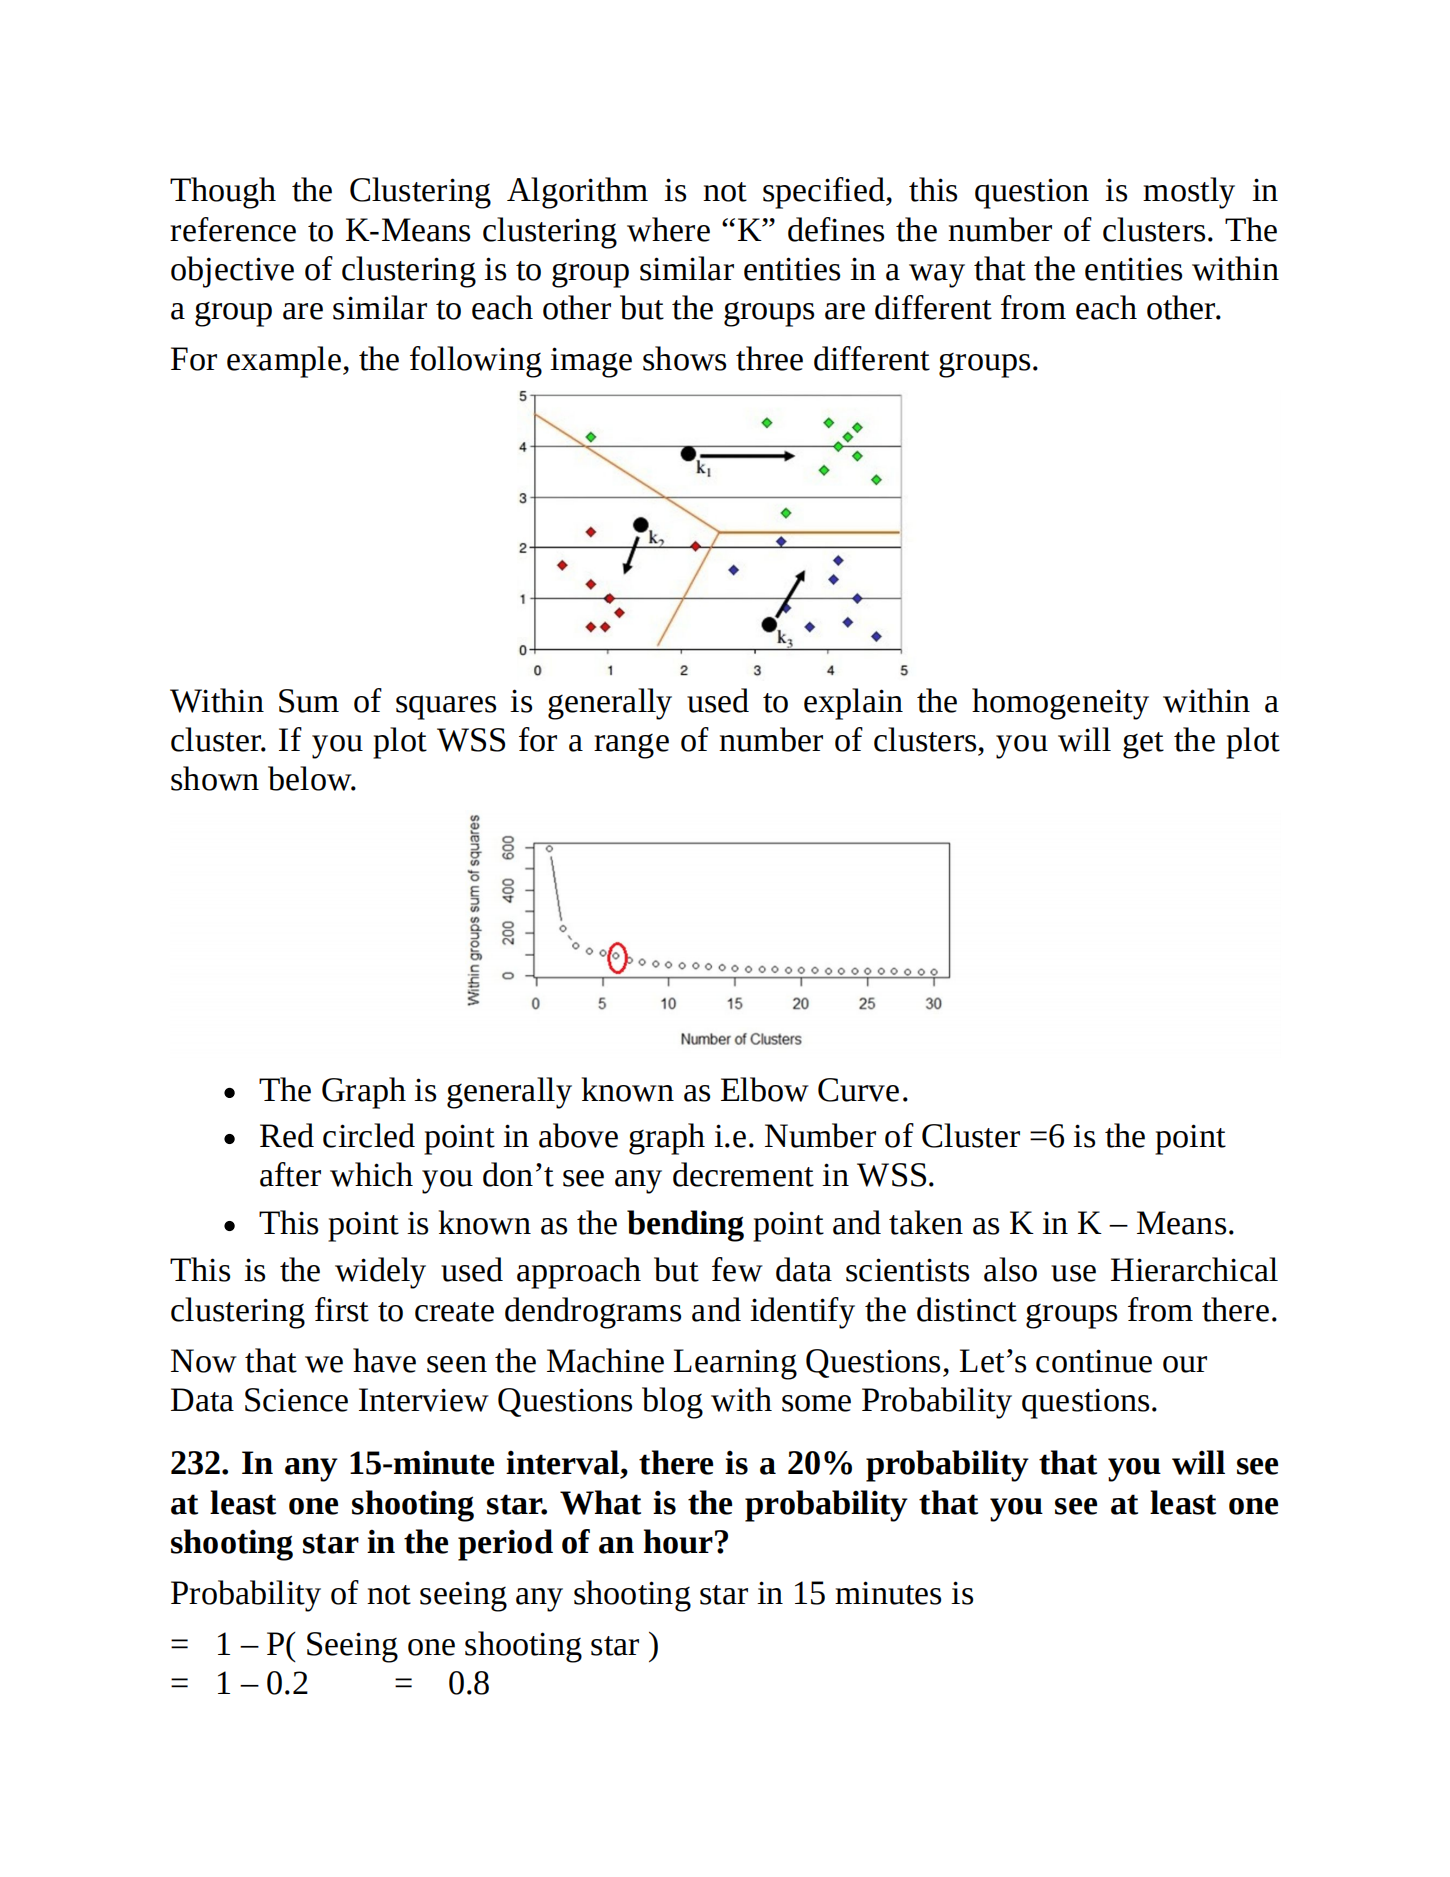 Though the Clustering Algorithm is not specified, this question is mostly in
reference to K-Means clustering where “K” defines the number of clusters. The
objective of clustering is to group similar entities in a way that the entities within
a group are similar to each other but the groups are different from each other.
For example, the following image shows three different groups.
5
4
3
2
1
0
k1
k2
k3
0 1 2 3 4 5
Within Sum of squares is generally used to explain the homogeneity within a
cluster. If you plot WSS for a range of number of clusters, you will get the plot
shown below.
Within groups sum of squares
600
400
200
0
0 5 10 15 20 25 30
Number of Clusters
• The Graph is generally known as Elbow Curve.
• Red circled point in above graph i.e. Number of Cluster =6 is the point
after which you don’t see any decrement in WSS.
• This point is known as the bending point and taken as K in K – Means.
This is the widely used approach but few data scientists also use Hierarchical
clustering first to create dendrograms and identify the distinct groups from there.
Now that we have seen the Machine Learning Questions, Let’s continue our
Data Science Interview Questions blog with some Probability questions.
232. In any 15-minute interval, there is a 20% probability that you will see
at least one shooting star. What is the probability that you see at least one
shooting star in the period of an hour?
Probability of not seeing any shooting star in 15 minutes is
= 1 – P( Seeing one shooting star )
= 1 – 0.2 = 0.8